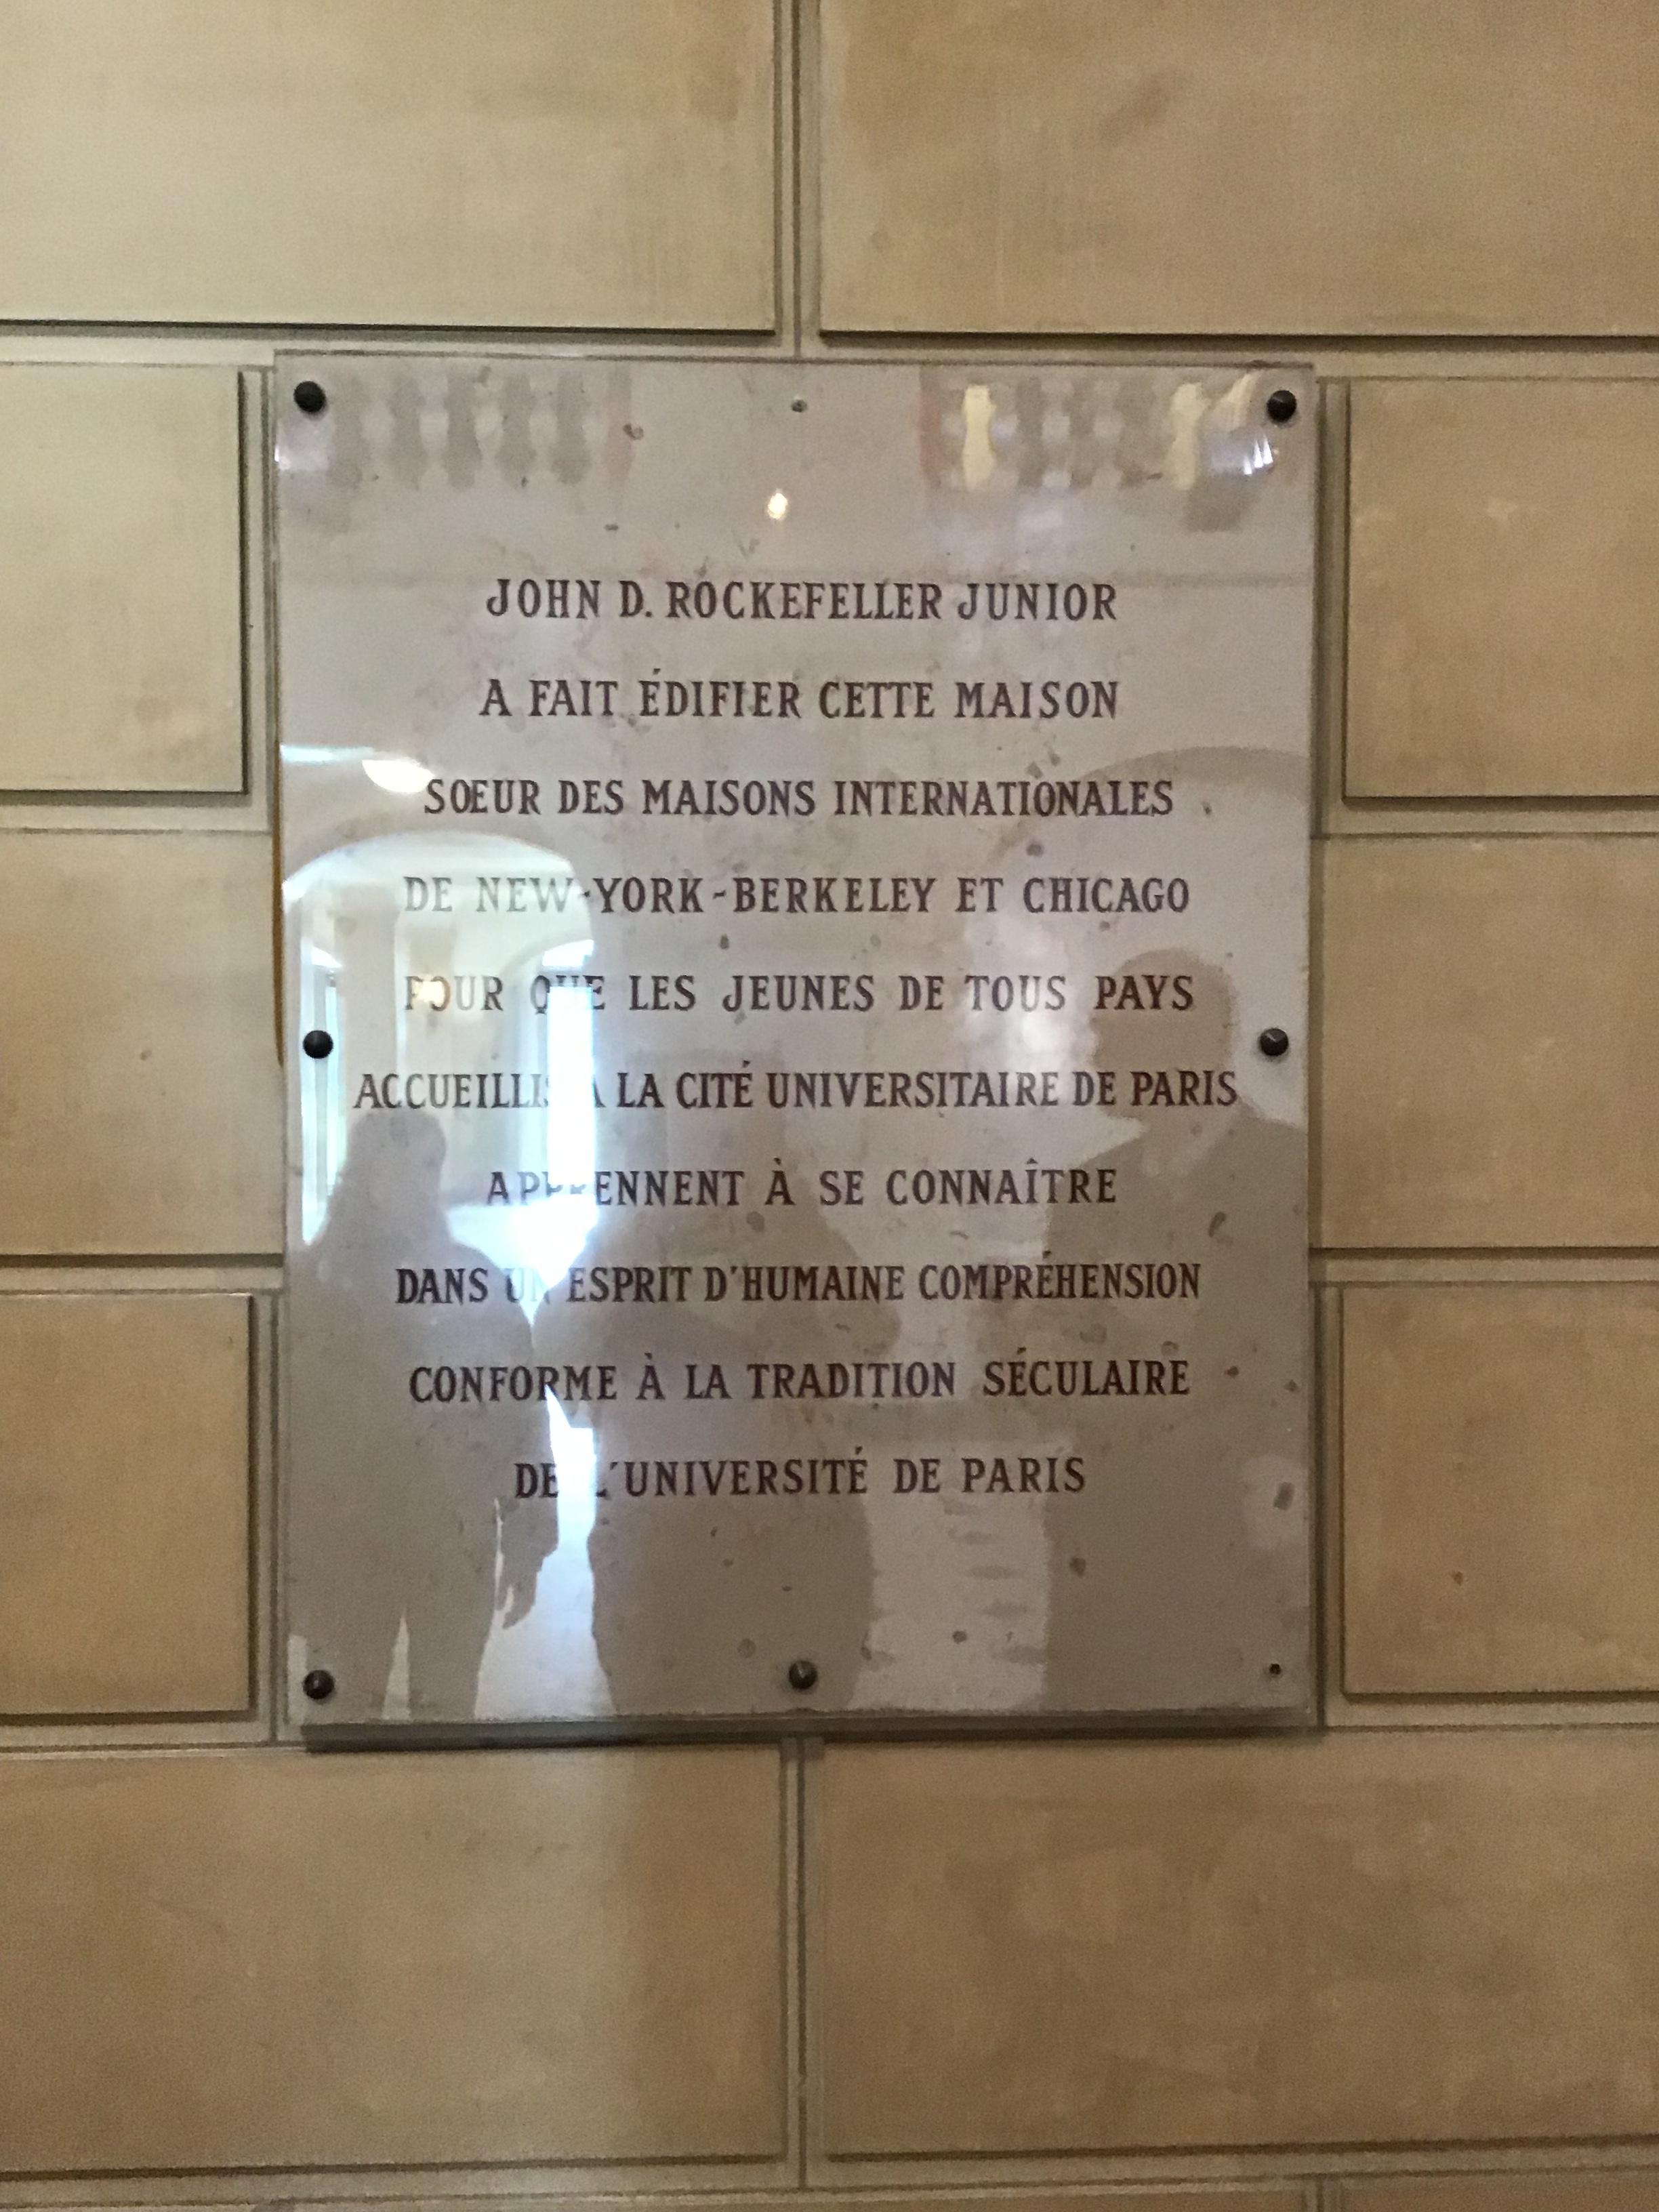 JOHN D. ROCKEFELLER JUNIOR
A FAIT ÉDIFIER CETTE MAISON
SŒUR DES MAISONS INTERNATIONALES
DE NEW-YORK-BERKELEY ET CHICAGO
POUR QUE LES JEUNES DE TOUS PAYS
ACCUEILLIS À LA CITÉ UNIVERSITAIRE DE PARIS
APPRENNENT À SE CONNAÎTRE
DANS UN ESPRIT D'HUMAINE COMPRÉHENSION
CONFORME À LA TRADITION SÉCULAIRE
DE L'UNIVERSITÉ DE PARIS